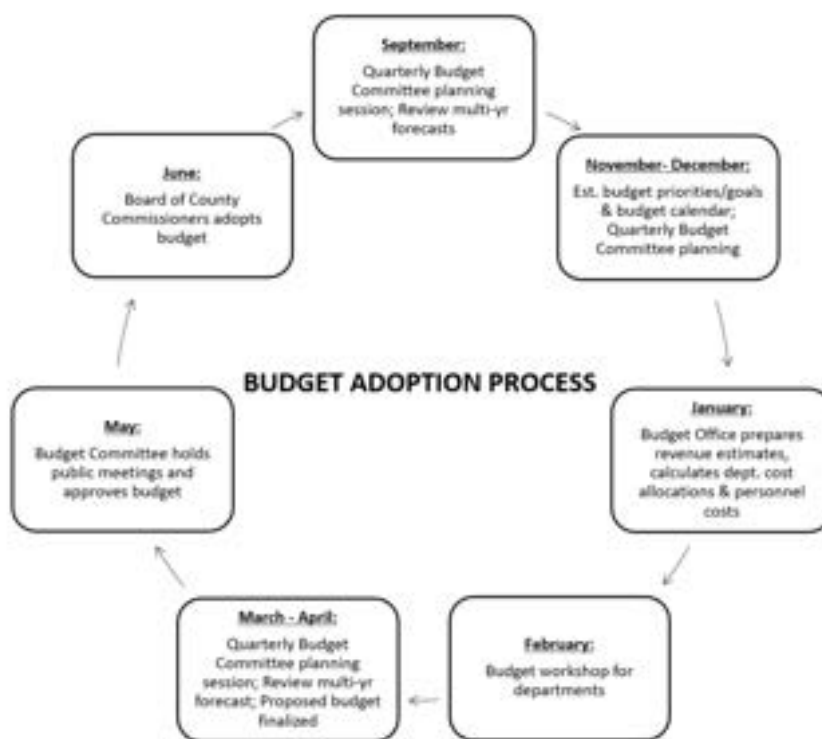 September:
Quarterly Budget
Committee planning
session; Review multi-yr
forecasts
November- December:
Est. budget priorities/goals
& budget calendar;
Quarterly Budget
Committee planning
January:
Budget Office prepares
revenue estimates,
calculates dept. cost
allocations & personnel
costs
February:
Budget workshop for
departments
March - April:
Quarterly Budget
Committee planning
session; Review multi-yr
forecast; Proposed budget
finalized
May:
Budget Committee holds
public meetings and
approves budget
June:
Board of County
Commissioners adopts
budget
BUDGET ADOPTION PROCESS